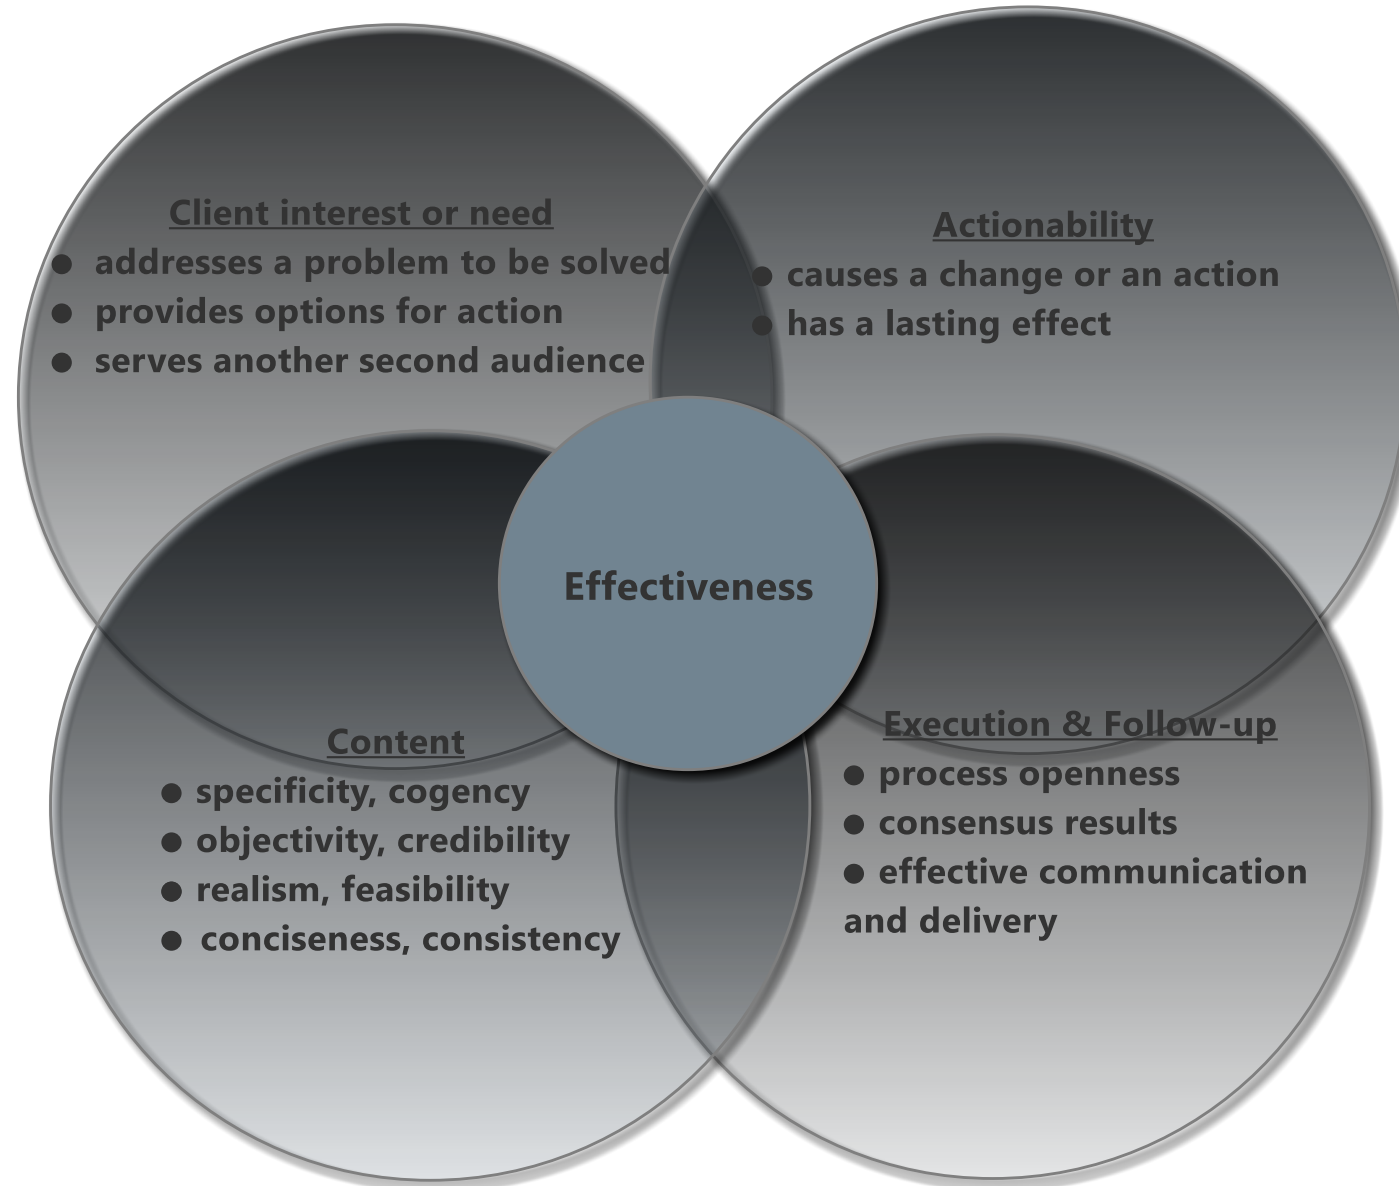 Client interest or need
● addresses a problem to be solved
● provides options for action
● serves another second audience
Actionability
● causes a change or an action
● has a lasting effect
Effectiveness
Content
● specificity, cogency
● objectivity, credibility
● realism, feasibility
● conciseness, consistency
Execution & Follow-up
● process openness
● consensus results
● effective communication
and delivery